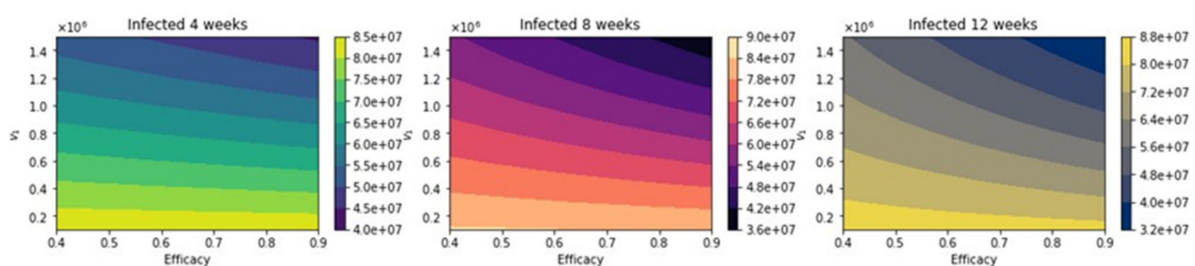 Infected 4 weeks
×10⁶
1.4
1.2
1.0
0.8
0.6
0.4
0.2
v₁
0.4 0.5 0.6 0.7 0.8 0.9
Efficacy
8.5e+07
8.0e+07
7.5e+07
7.0e+07
6.5e+07
6.0e+07
5.5e+07
5.0e+07
4.5e+07
4.0e+07
Infected 8 weeks
×10⁶
1.4
1.2
1.0
0.8
0.6
0.4
0.2
v₁
0.4 0.5 0.6 0.7 0.8 0.9
Efficacy
9.0e+07
8.4e+07
7.8e+07
7.2e+07
6.6e+07
6.0e+07
5.4e+07
4.8e+07
4.2e+07
3.6e+07
Infected 12 weeks
×10⁶
1.4
1.2
1.0
0.8
0.6
0.4
0.2
v₁
0.4 0.5 0.6 0.7 0.8 0.9
Efficacy
8.8e+07
8.0e+07
7.2e+07
6.4e+07
5.6e+07
4.8e+07
4.0e+07
3.2e+07